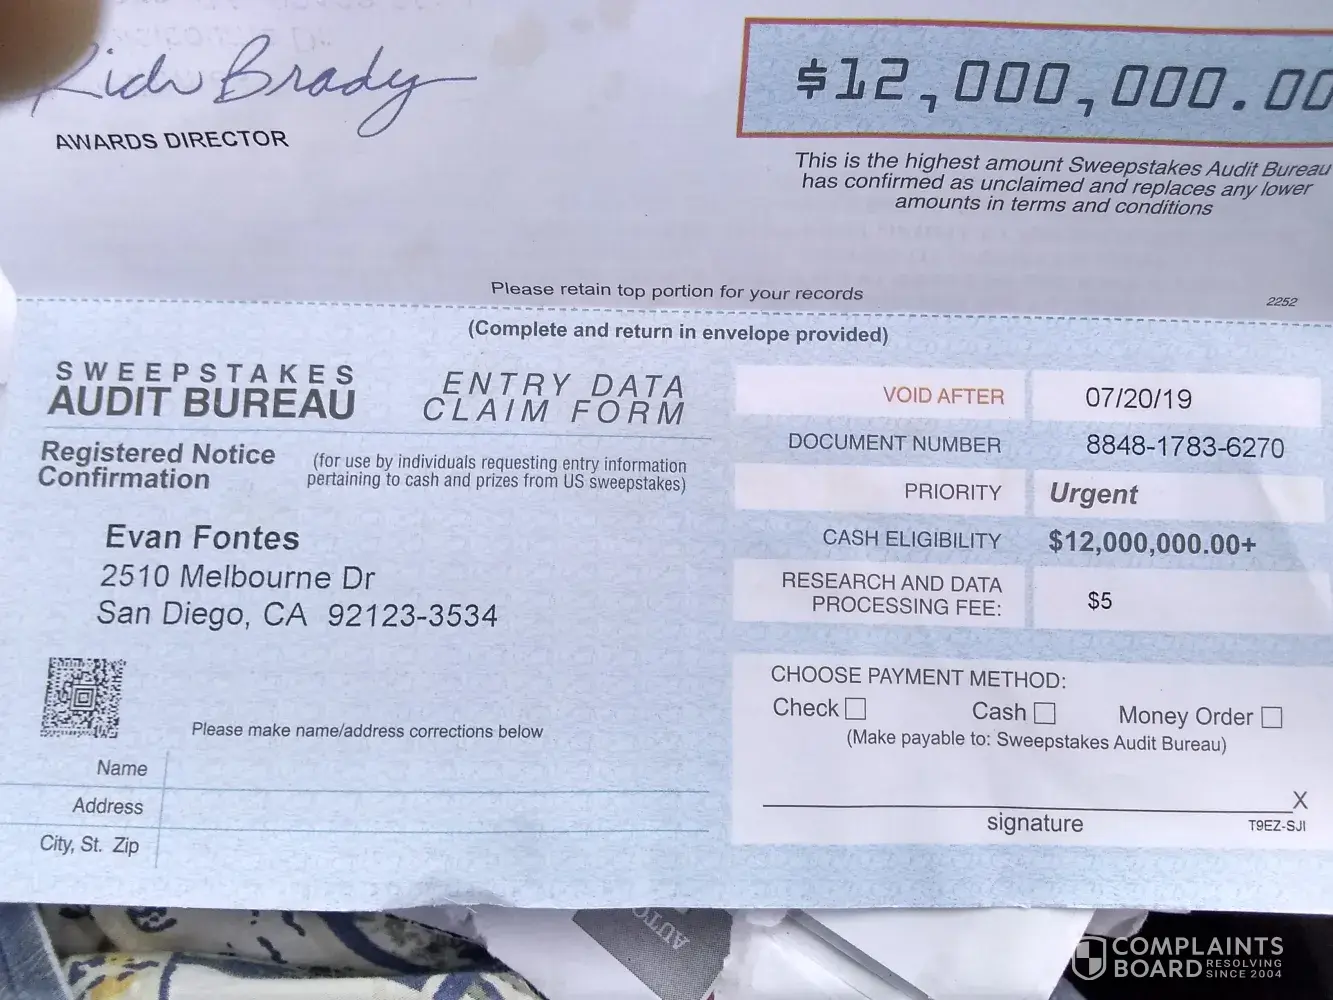 Rich Brady
AWARDS DIRECTOR
$12,000,000.00
This is the highest amount Sweepstakes Audit Bureau
has confirmed as unclaimed and replaces any lower
amounts in terms and conditions
Please retain top portion for your records
2252
(Complete and return in envelope provided)
SWEEPSTAKES
AUDIT BUREAU
Registered Notice
Confirmation
ENTRY DATA
CLAIM FORM
(for use by individuals requesting entry information
pertaining to cash and prizes from US sweepstakes)
Evan Fontes
2510 Melbourne Dr
San Diego, CA 92123-3534
Please make name/address corrections below
Name
Address
City, St. Zip
VOID AFTER 07/20/19
DOCUMENT NUMBER 8848-1783-6270
PRIORITY Urgent
CASH ELIGIBILITY $12,000,000.00+
RESEARCH AND DATA
PROCESSING FEE: $5
CHOOSE PAYMENT METHOD:
Check Cash Money Order
(Make payable to: Sweepstakes Audit Bureau)
X
signature
T9EZ-SJI
AUTO
COMPLAINTS
BOARD RESOLVING
SINCE 2004